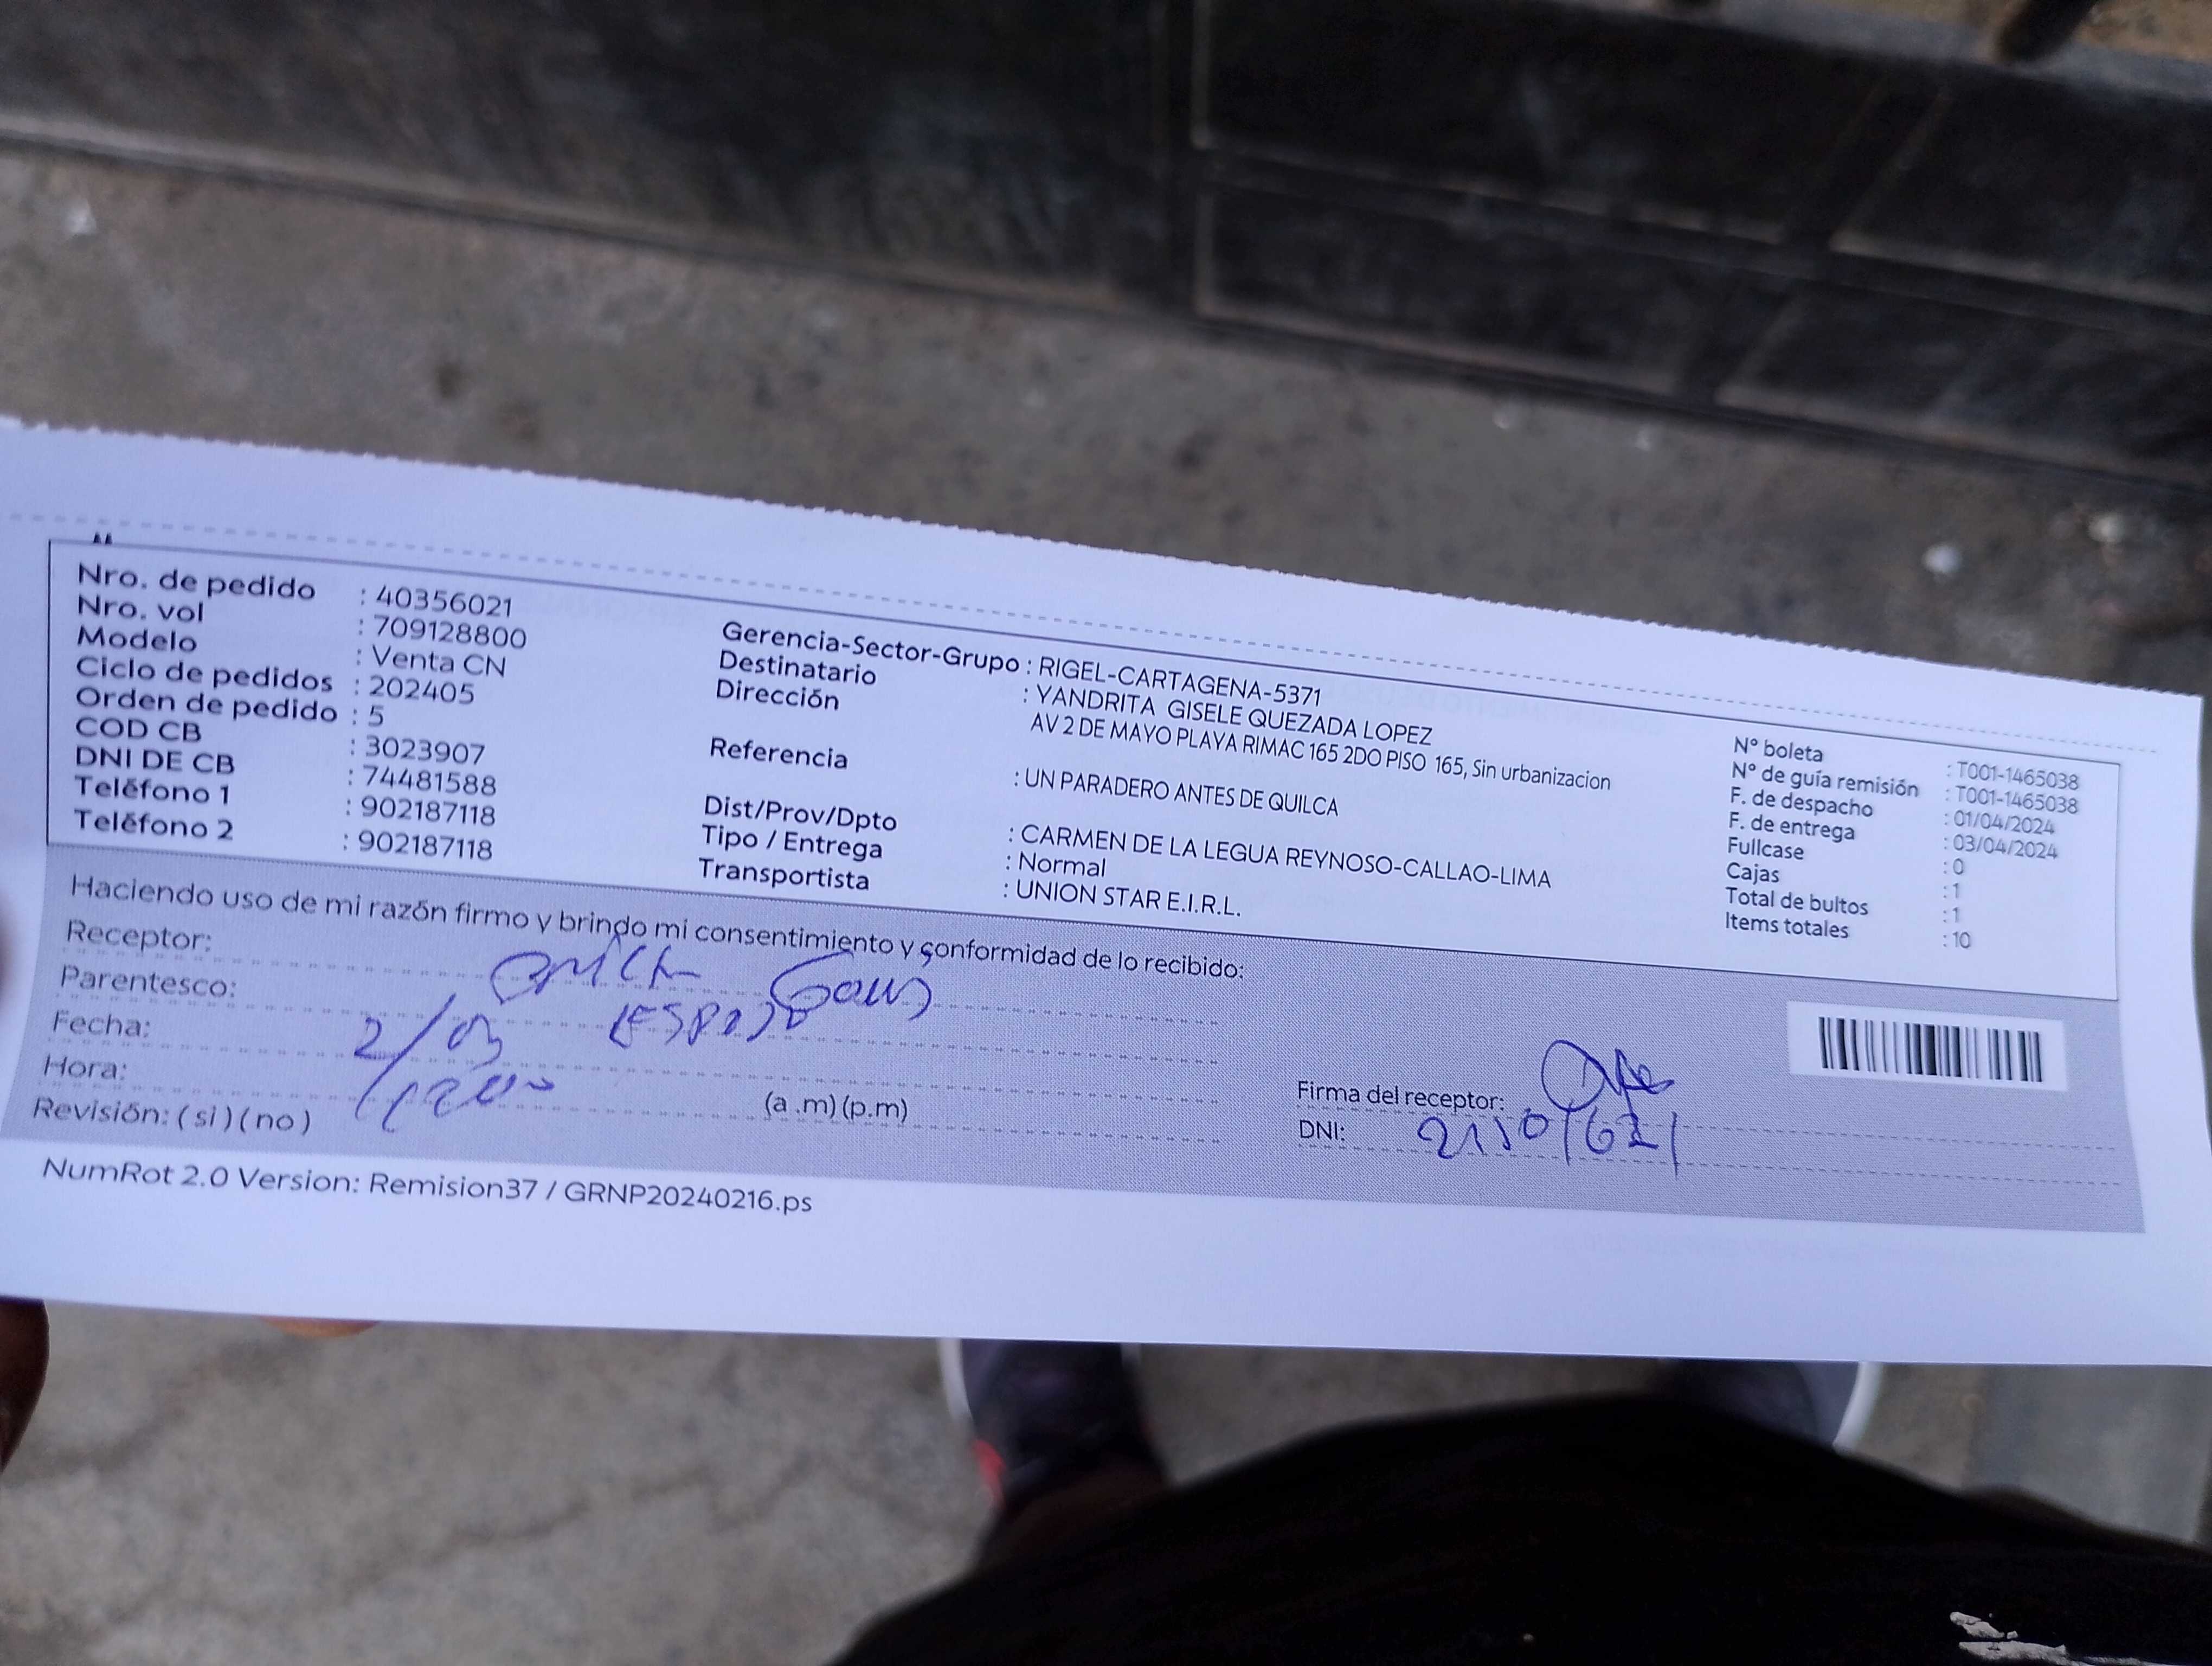 Nro. de pedido : 40356021
Nro. vol : 709128800
Modelo : Venta CN
Ciclo de pedidos : 202405
Orden de pedido : 5
COD CB : 3023907
DNI DE CB : 74481588
Teléfono 1 : 902187118
Teléfono 2 : 902187118
Gerencia-Sector-Grupo : RIGEL-CARTAGENA-5371
Destinatario : YANDRITA GISELE QUEZADA LOPEZ
Dirección AV 2 DE MAYO PLAYA RIMAC 165 2DO PISO 165, Sin urbanizacion
Referencia : UN PARADERO ANTES DE QUILCA
Dist/Prov/Dpto : CARMEN DE LA LEGUA REYNOSO-CALLAO-LIMA
Tipo / Entrega : Normal
Transportista : UNION STAR E.I.R.L.
N° boleta : T001-1465038
N° de guía remisión : T001-1465038
F. de despacho : 01/04/2024
F. de entrega : 03/04/2024
Fullcase : 0
Cajas : 1
Total de bultos : 1
Items totales : 10
Haciendo uso de mi razón firmo y brindo mi consentimiento y conformidad de lo recibido:
Receptor:
Parentesco: ESPOSO
Fecha: 2/03
Hora: (a .m) (p.m)
Revisión: ( si ) ( no )
Firma del receptor:
DNI:
NumRot 2.0 Version: Remision37 / GRNP20240216.ps